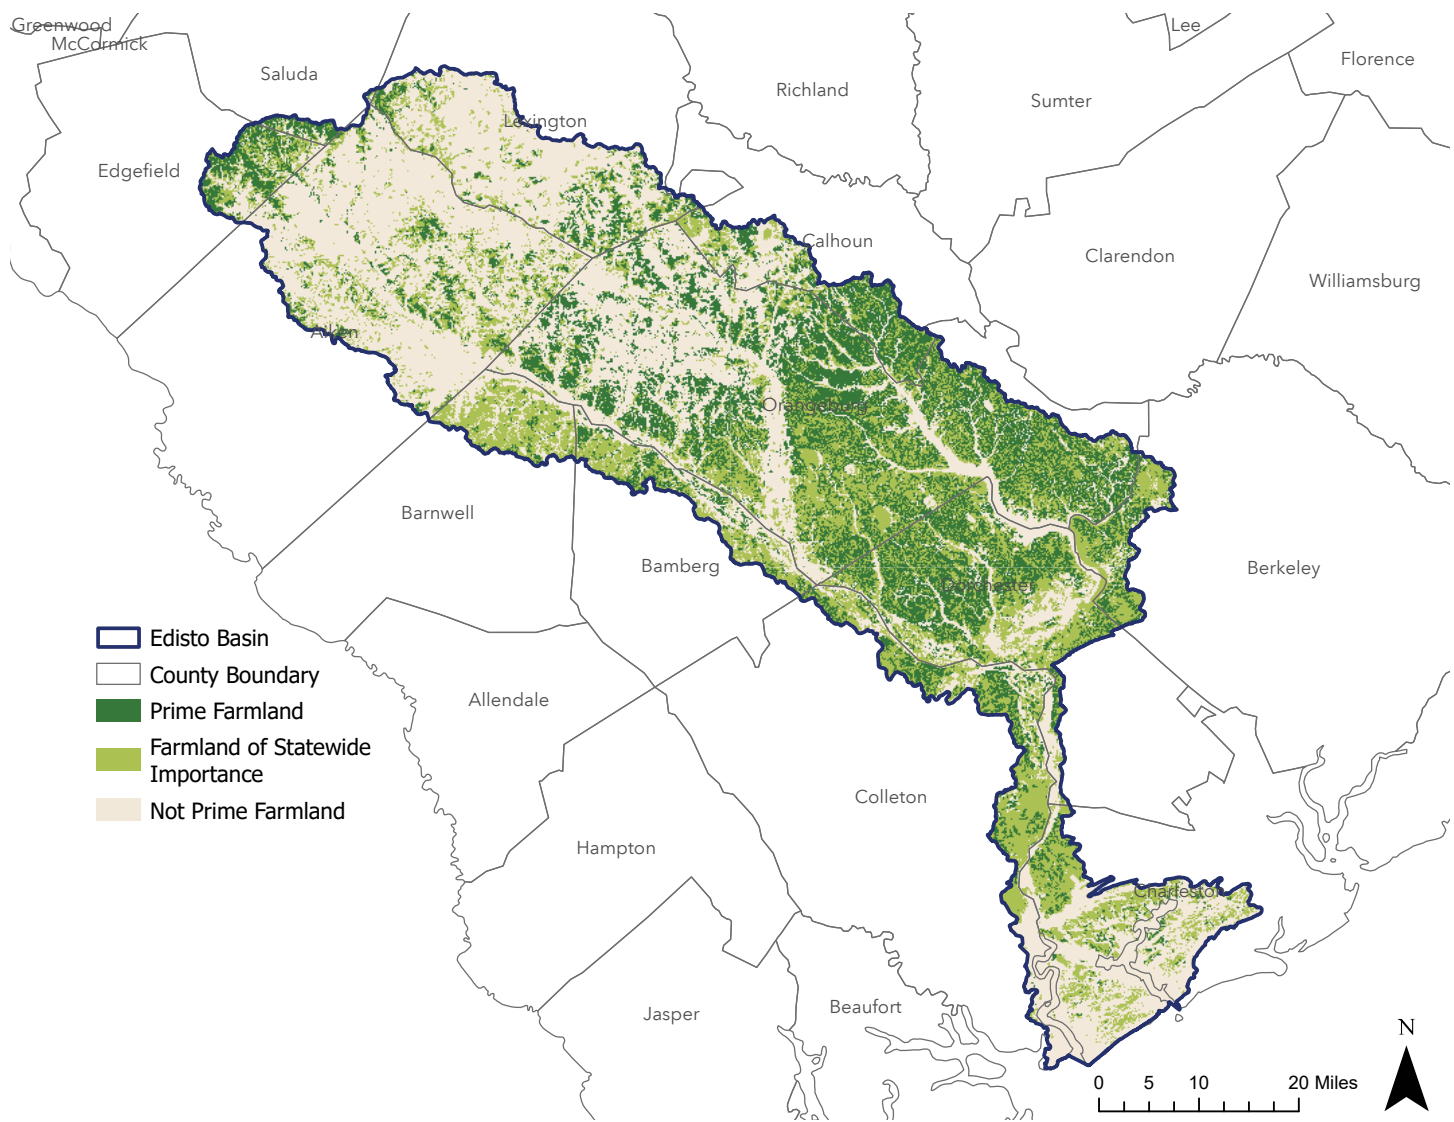 Greenwood
McCormick
Lee
Florence
Saluda
Richland
Sumter
Lexington
Edgefield
Calhoun
Clarendon
Williamsburg
Aiken
Orangeburg
Barnwell
Bamberg
Berkeley
Dorchester
Edisto Basin
County Boundary
Prime Farmland
Farmland of Statewide
Importance
Not Prime Farmland
Allendale
Colleton
Hampton
Charleston
Jasper
Beaufort
N
0 5 10 20 Miles